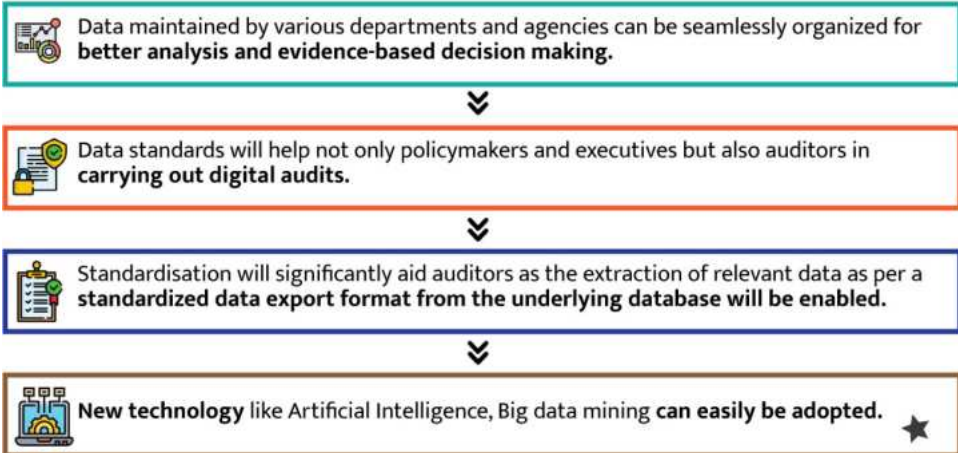 Data maintained by various departments and agencies can be seamlessly organized for
better analysis and evidence-based decision making.
Data standards will help not only policymakers and executives but also auditors in
carrying out digital audits.
Standardisation will significantly aid auditors as the extraction of relevant data as per a
standardized data export format from the underlying database will be enabled.
New technology like Artificial Intelligence, Big data mining can easily be adopted.